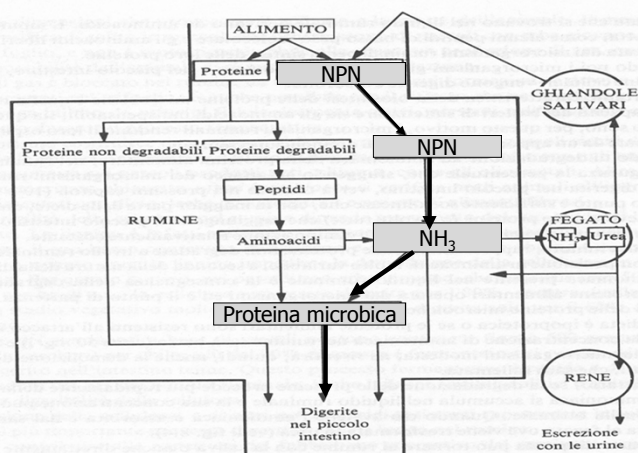 ALIMENTO
Proteine
NPN
GHIANDOLE
SALIVARI
Proteine non degradabili
Proteine degradabili
NPN
Peptidi
RUMINE
FEGATO
Aminoacidi
NH3
NH3
Urea
Proteina microbica
RENE
Digerite
nel piccolo
intestino
Escrezione
con le urine